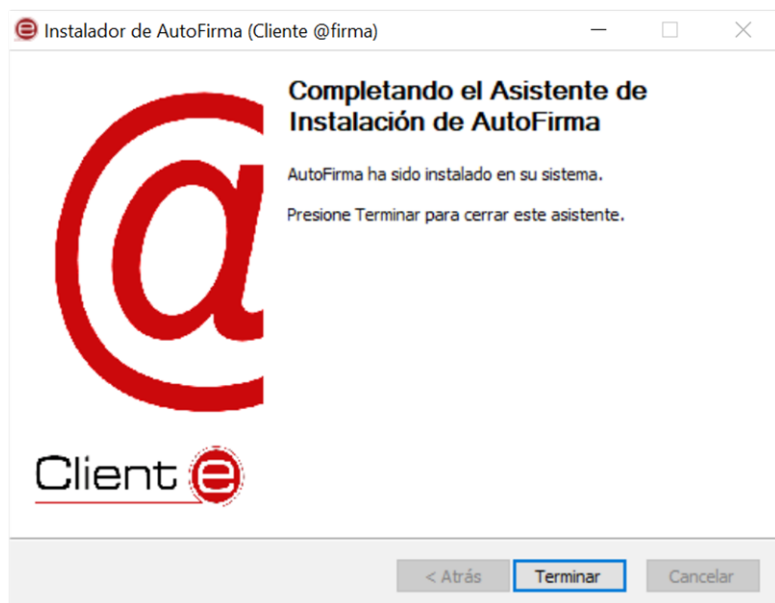 Instalador de AutoFirma (Cliente @firma)
Completando el Asistente de
Instalación de AutoFirma
AutoFirma ha sido instalado en su sistema.
Presione Terminar para cerrar este asistente.
@
Client e
< Atrás
Terminar
Cancelar